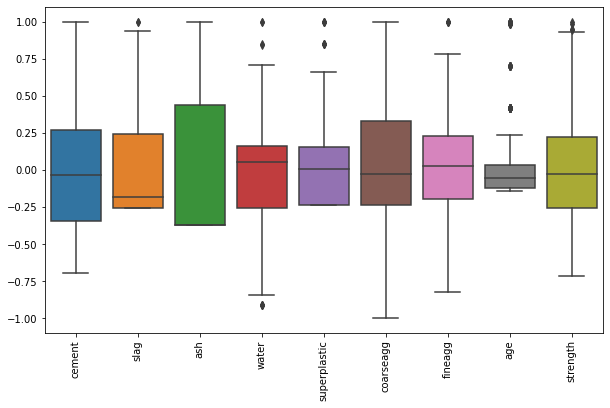 1.00
0.75
0.50
0.25
0.00
−0.25
−0.50
−0.75
−1.00
cement
slag
ash
water
superplastic
coarseagg
fineagg
age
strength